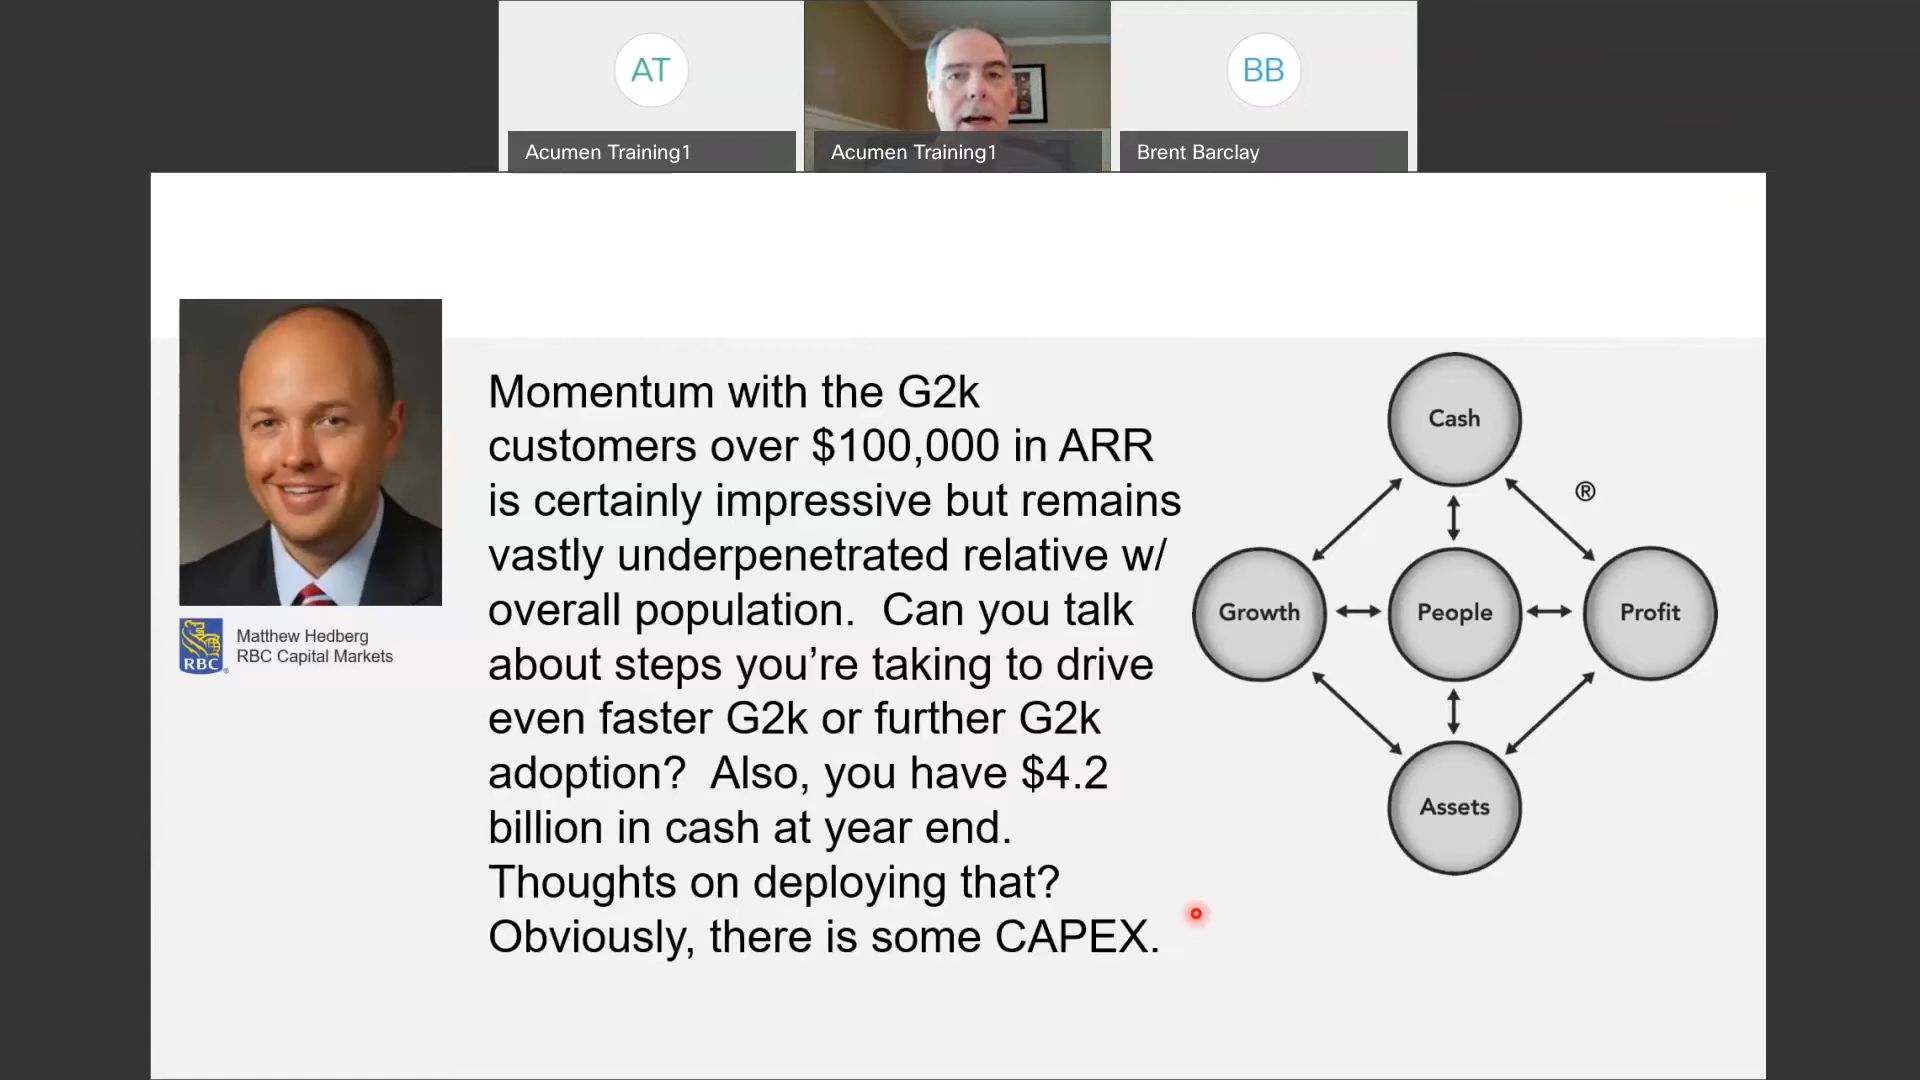 AT
BB
Acumen Training1
Acumen Training1
Brent Barclay
Momentum with the G2k
customers over $100,000 in ARR
is certainly impressive but remains
vastly underpenetrated relative w/
overall population.  Can you talk
about steps you’re taking to drive
even faster G2k or further G2k
adoption?  Also, you have $4.2
billion in cash at year end.
Thoughts on deploying that?
Obviously, there is some CAPEX.
RBC
®
Matthew Hedberg
RBC Capital Markets
Cash
®
Growth
People
Profit
Assets